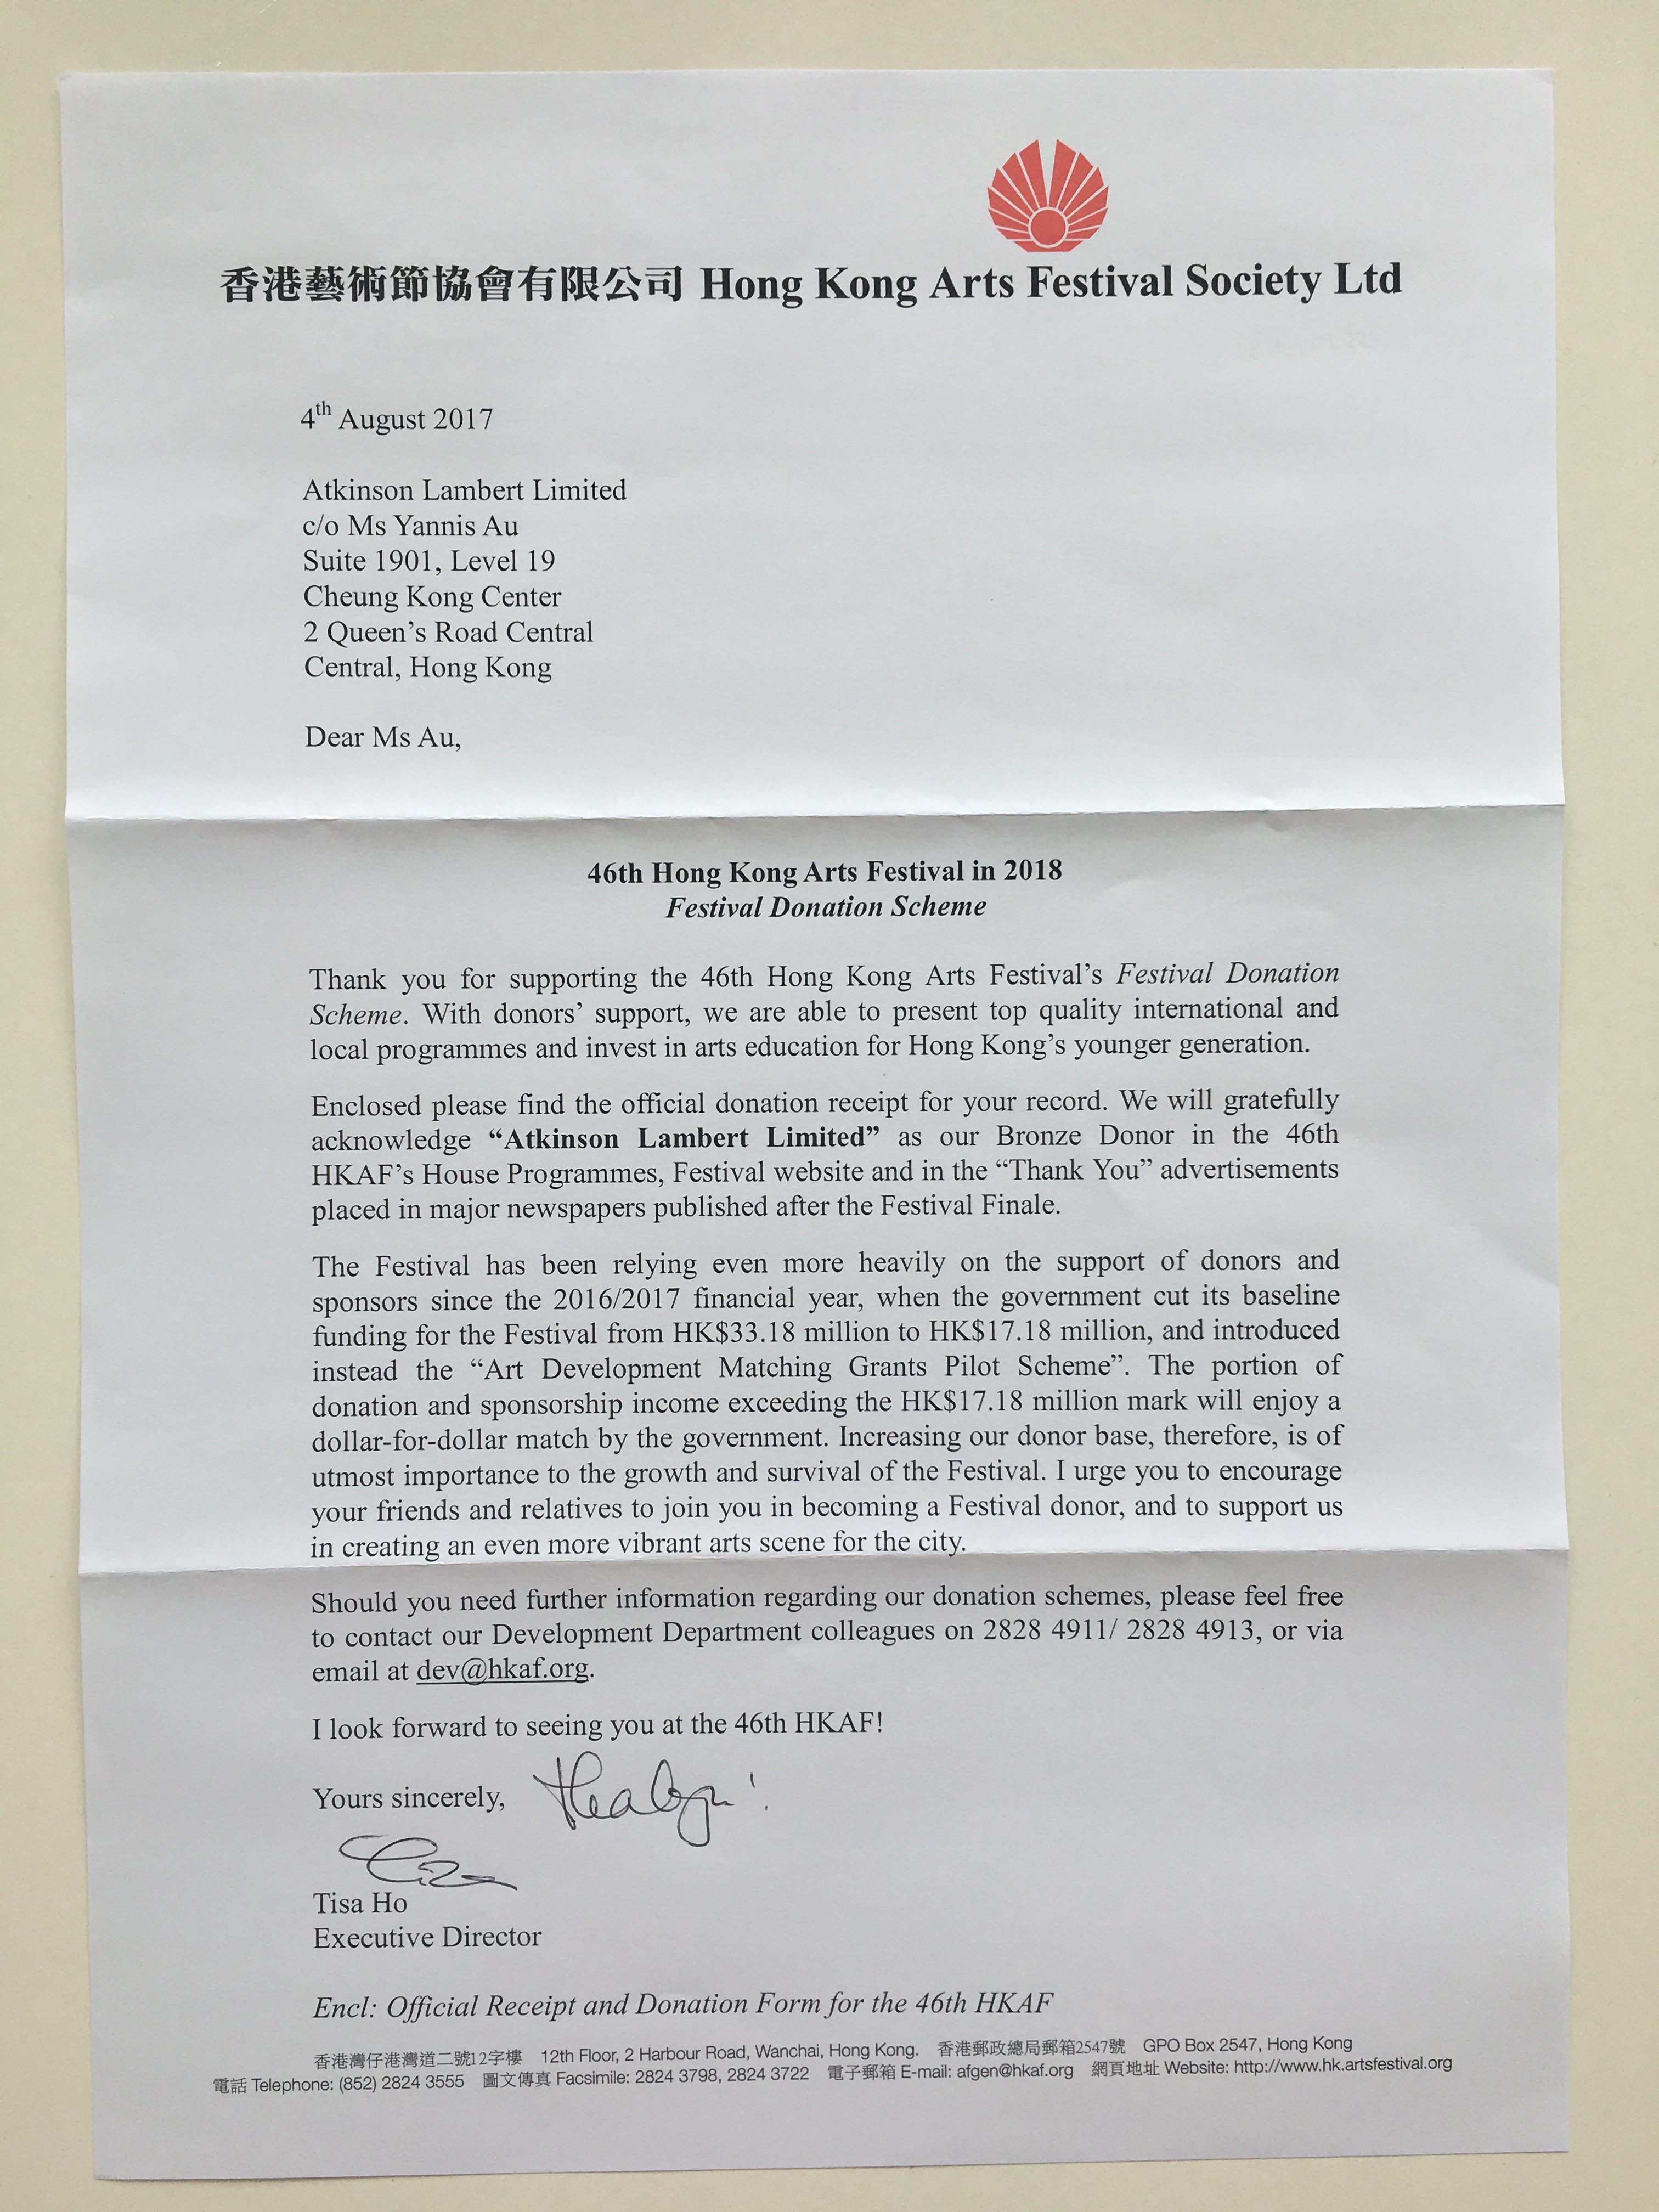 香港藝術節協會有限公司 Hong Kong Arts Festival Society Ltd
4th August 2017
Atkinson Lambert Limited
c/o Ms Yannis Au
Suite 1901, Level 19
Cheung Kong Center
2 Queen’s Road Central
Central, Hong Kong
Dear Ms Au,
46th Hong Kong Arts Festival in 2018
Festival Donation Scheme
Thank you for supporting the 46th Hong Kong Arts Festival’s Festival Donation
Scheme. With donors’ support, we are able to present top quality international and
local programmes and invest in arts education for Hong Kong’s younger generation.
Enclosed please find the official donation receipt for your record. We will gratefully
acknowledge “Atkinson Lambert Limited” as our Bronze Donor in the 46th
HKAF’s House Programmes, Festival website and in the “Thank You” advertisements
placed in major newspapers published after the Festival Finale.
The Festival has been relying even more heavily on the support of donors and
sponsors since the 2016/2017 financial year, when the government cut its baseline
funding for the Festival from HK$33.18 million to HK$17.18 million, and introduced
instead the “Art Development Matching Grants Pilot Scheme”. The portion of
donation and sponsorship income exceeding the HK$17.18 million mark will enjoy a
dollar-for-dollar match by the government. Increasing our donor base, therefore, is of
utmost importance to the growth and survival of the Festival. I urge you to encourage
your friends and relatives to join you in becoming a Festival donor, and to support us
in creating an even more vibrant arts scene for the city.
Should you need further information regarding our donation schemes, please feel free
to contact our Development Department colleagues on 2828 4911/ 2828 4913, or via
email at dev@hkaf.org.
I look forward to seeing you at the 46th HKAF!
Yours sincerely,
Tisa Ho
Executive Director
Encl: Official Receipt and Donation Form for the 46th HKAF
香港灣仔港灣道二號12字樓 12th Floor, 2 Harbour Road, Wanchai, Hong Kong. 香港郵政總局郵箱2547號 GPO Box 2547, Hong Kong
電話 Telephone: (852) 2824 3555 圖文傳真 Facsimile: 2824 3798, 2824 3722 電子郵箱 E-mail: afgen@hkaf.org 網頁地址 Website: http://www.hk.artsfestival.org